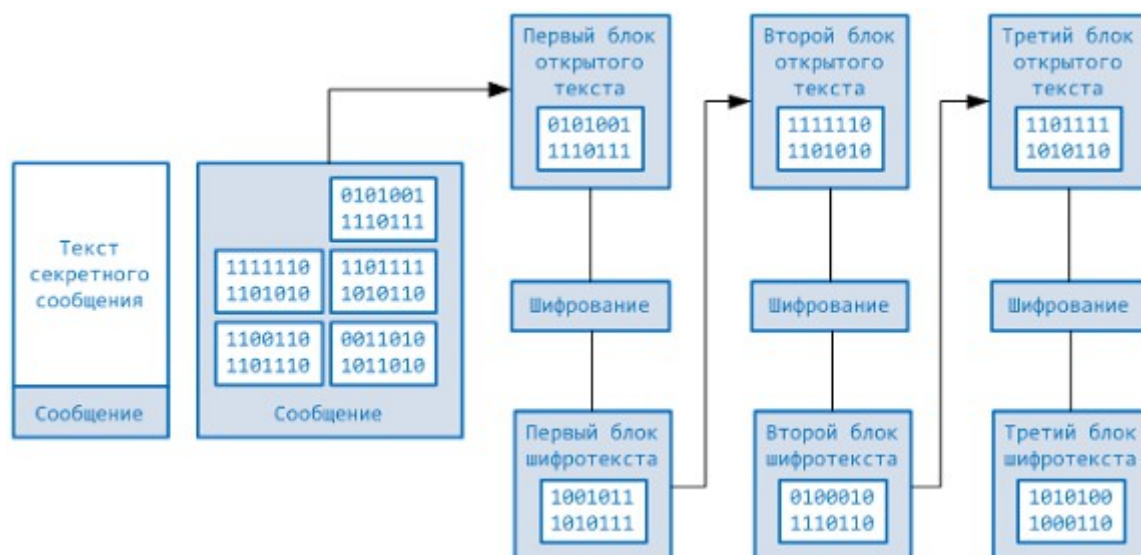 Текст
секретного
сообщения
Сообщение
0101001
1110111
1111110
1101010
1101111
1010110
1100110
1101110
0011010
1011010
Сообщение
Первый блок
открытого
текста
0101001
1110111
Шифрование
Первый блок
шифротекста
1001011
1010111
Второй блок
открытого
текста
1111110
1101010
Шифрование
Второй блок
шифротекста
0100010
1110110
Третий блок
открытого
текста
1101111
1010110
Шифрование
Третий блок
шифротекста
1010100
1000110